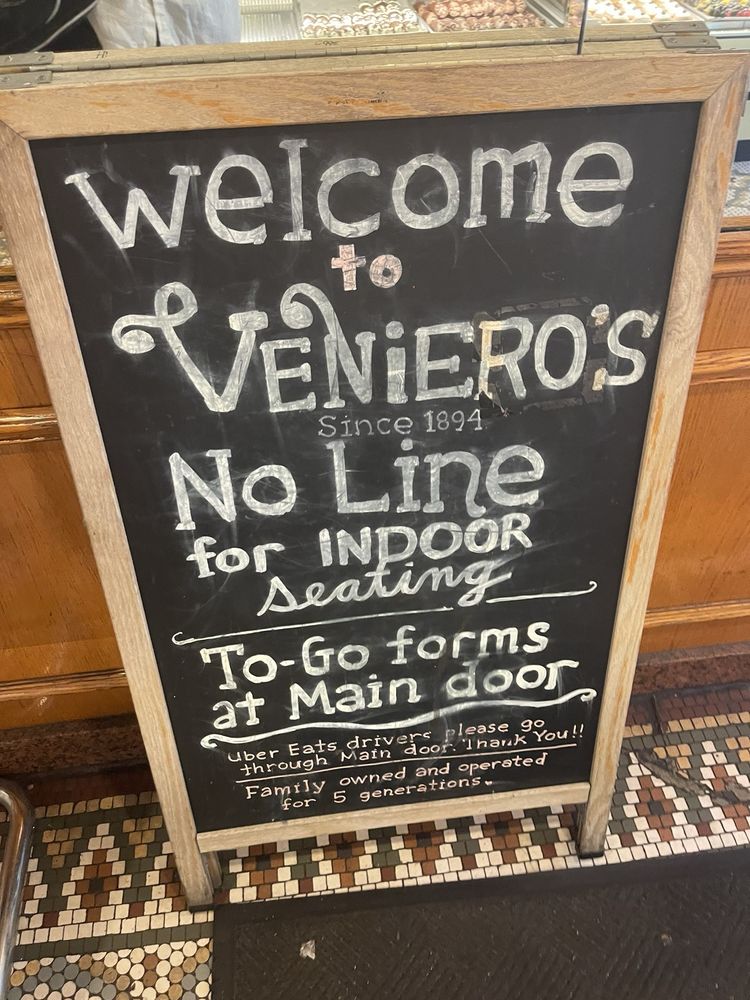 Welcome
to
VENiERO'S
Since 1894
No Line
for INDOOR
Seating
To-Go forms
at Main door
Uber Eats drivers please go
through Main door. Thank You!!
Family owned and operated
for 5 generations.